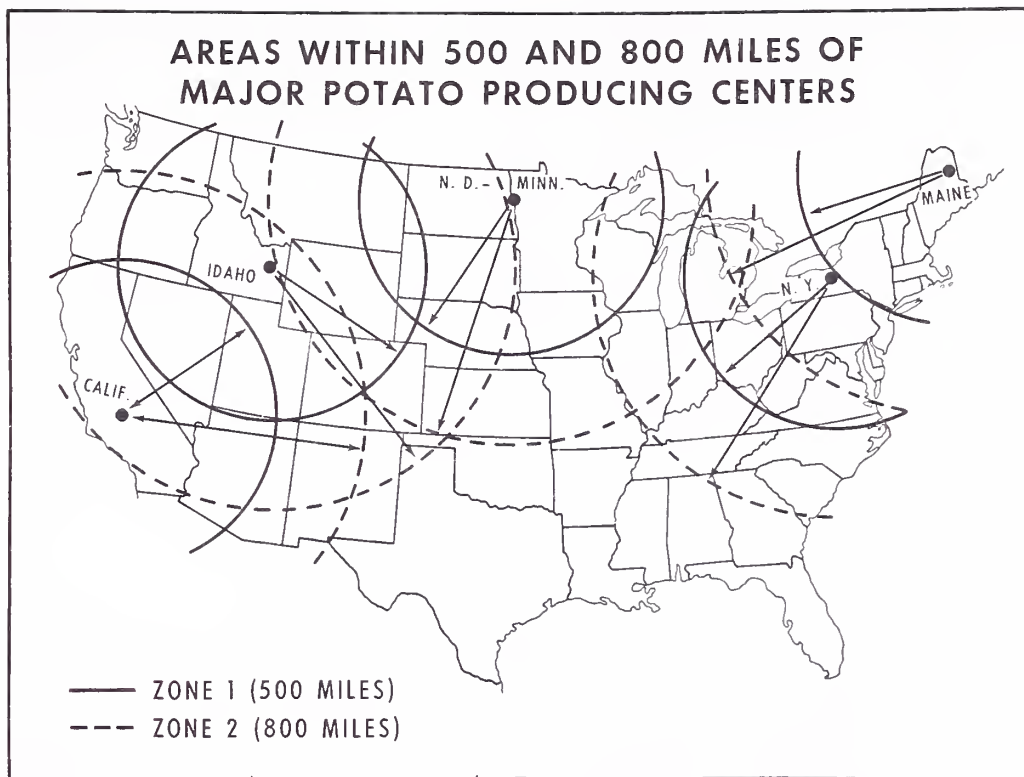 AREAS WITHIN 500 AND 800 MILES OF
MAJOR POTATO PRODUCING CENTERS
N. D.- MINN.
MAINE
IDAHO
N. Y.
CALIF.
ZONE 1 (500 MILES)
ZONE 2 (800 MILES)